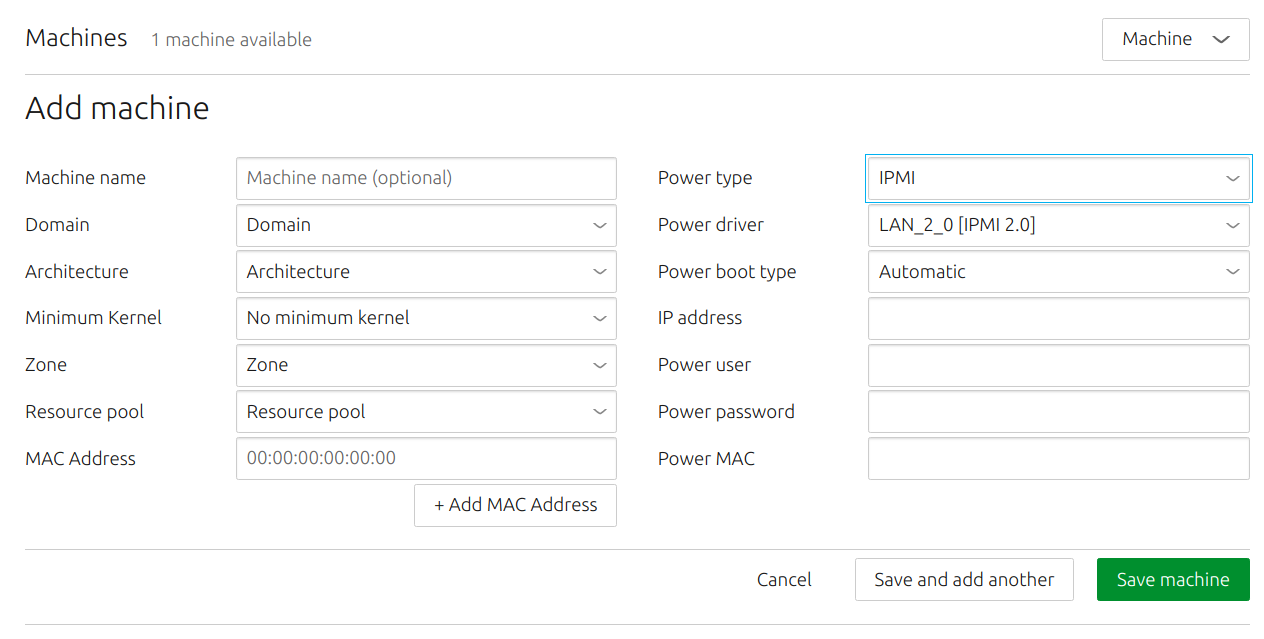 Machines 1 machine available Machine
Add machine
Machine name Machine name (optional)
Domain Domain
Architecture Architecture
Minimum Kernel No minimum kernel
Zone Zone
Resource pool Resource pool
MAC Address 00:00:00:00:00:00
+ Add MAC Address
Power type IPMI
Power driver LAN_2_0 [IPMI 2.0]
Power boot type Automatic
IP address
Power user
Power password
Power MAC
Cancel Save and add another Save machine